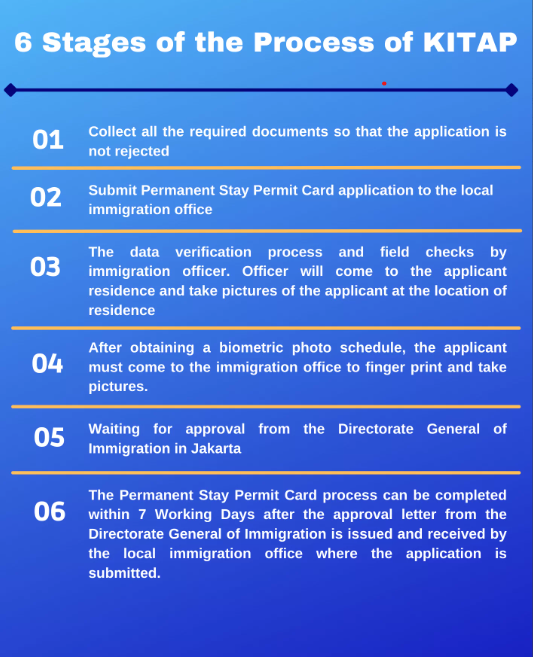 6 Stages of the Process of KITAP
01
Collect all the required documents so that the application is
not rejected
02
Submit Permanent Stay Permit Card application to the local
immigration office
03
The data verification process and field checks by
immigration officer. Officer will come to the applicant
residence and take pictures of the applicant at the location of
residence
04
After obtaining a biometric photo schedule, the applicant
must come to the immigration office to finger print and take
pictures.
05
Waiting for approval from the Directorate General of
Immigration in Jakarta
06
The Permanent Stay Permit Card process can be completed
within 7 Working Days after the approval letter from the
Directorate General of Immigration is issued and received by
the local immigration office where the application is
submitted.